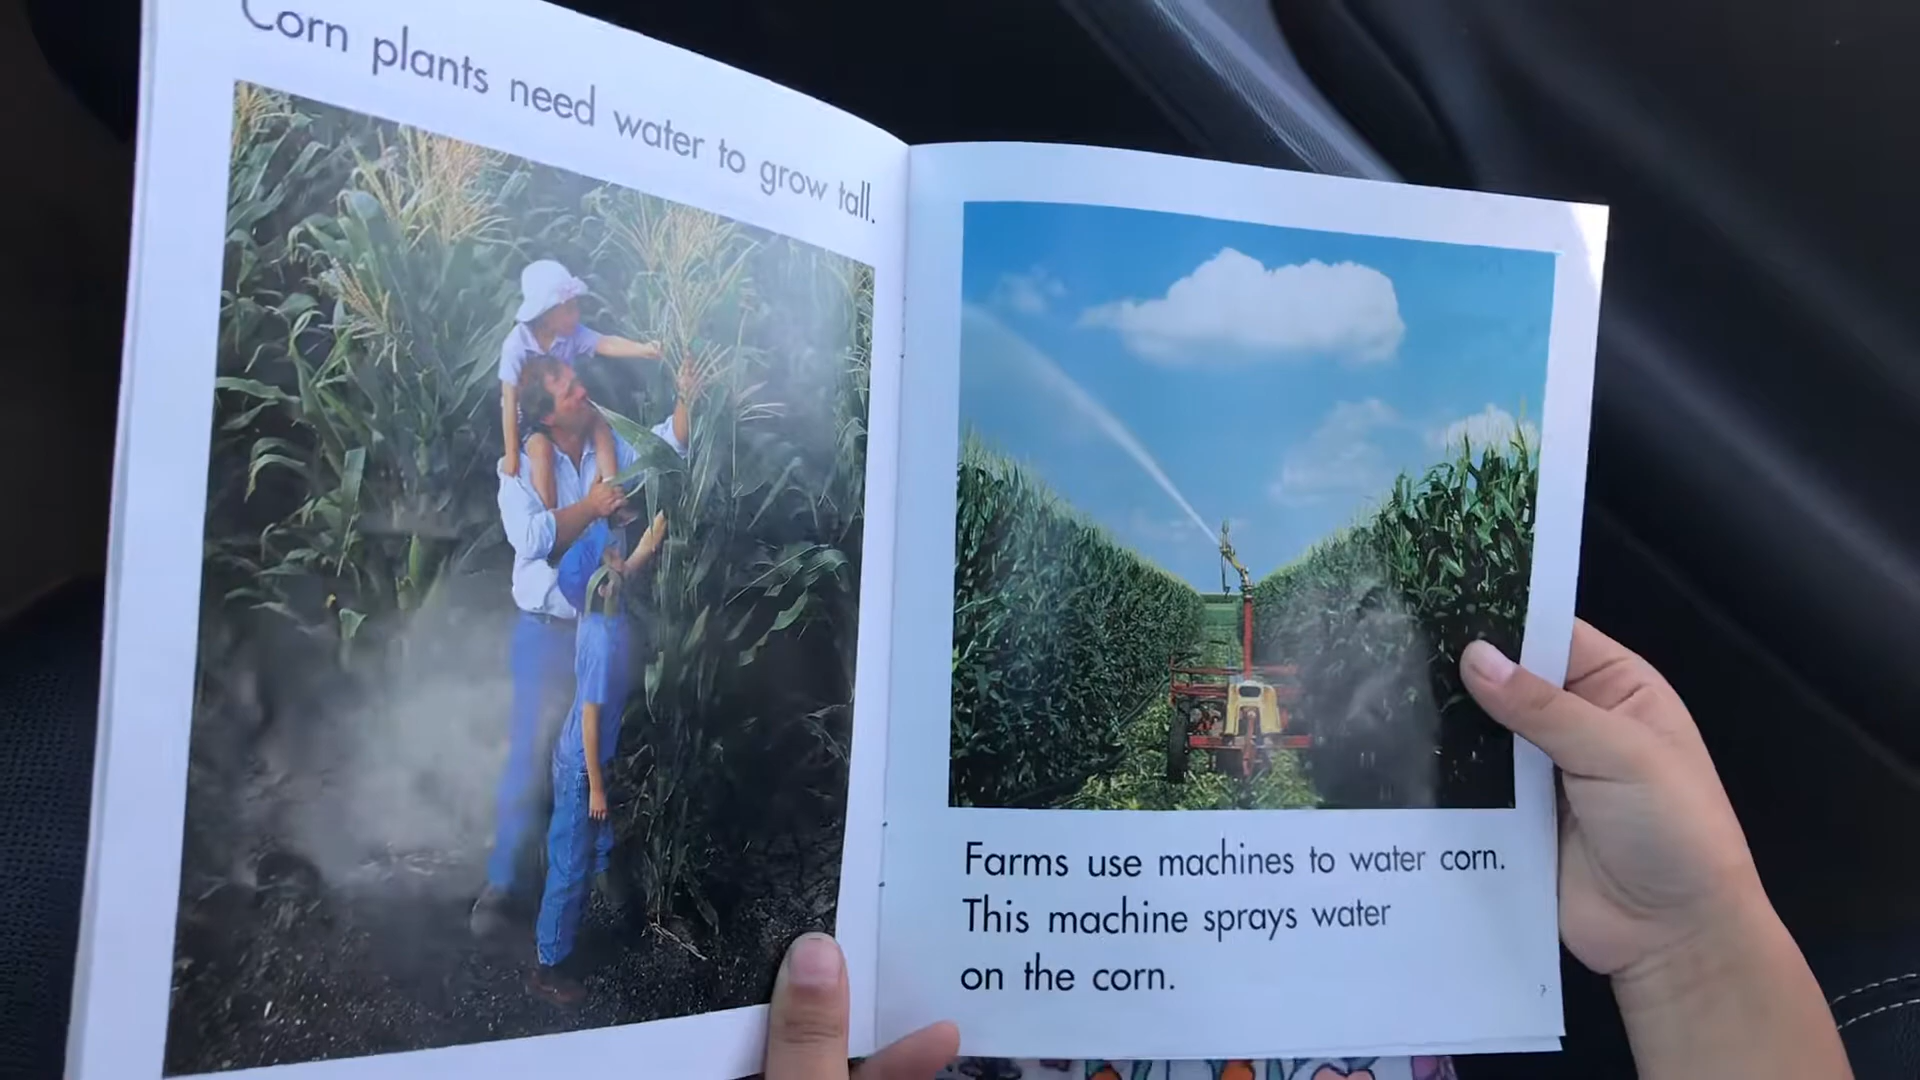 Corn plants need water to grow tall.
Farms use machines to water corn.
This machine sprays water
on the corn.
7